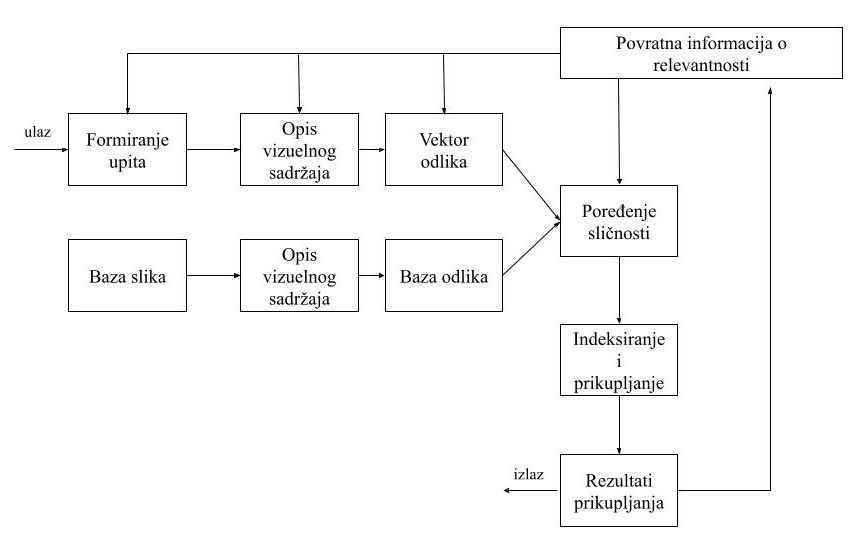 Povratna informacija o
relevantnosti
ulaz
Formiranje
upita
Opis
vizuelnog
sadržaja
Vektor
odlika
Poređenje
sličnosti
Baza slika
Opis
vizuelnog
sadržaja
Baza odlika
Indeksiranje
i
prikupljanje
izlaz
Rezultati
prikupljanja